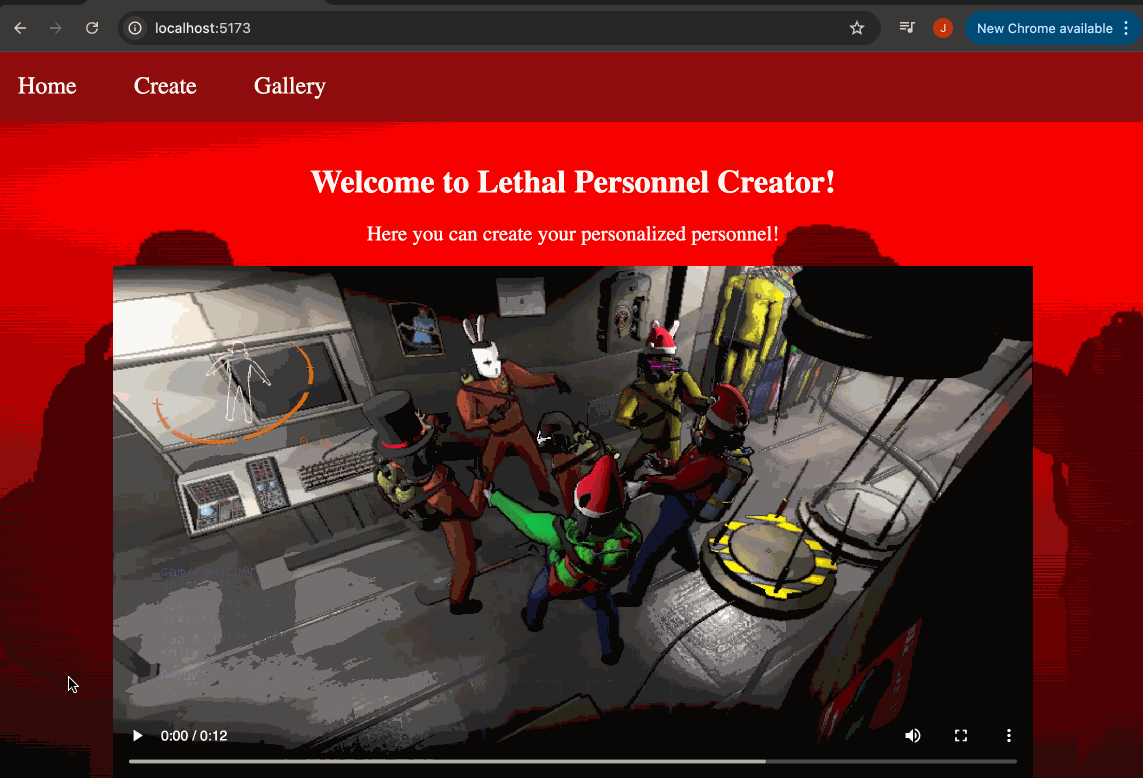 localhost:5173
J
New Chrome available
Home
Create
Gallery
Welcome to Lethal Personnel Creator!
Here you can create your personalized personnel!
0:00 / 0:12